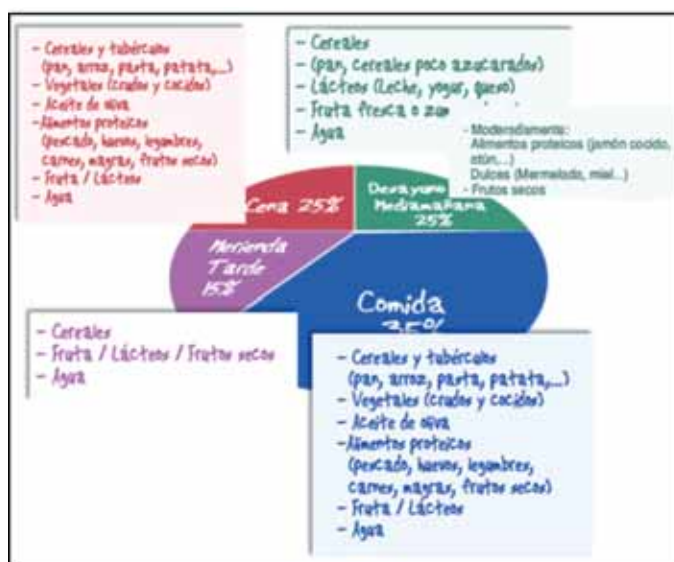 - Cereales y tubérculos
(pan, arroz, pasta, patata,...)
- Vegetales (crudos y cocidos)
- Aceite de oliva
- Alimentos proteicos
(pescado, huevos, legumbres,
carnes, magras, frutos secos)
- Fruta / Lácteos
- Agua
- Cereales
- (pan, cereales poco azucarados)
- Lácteos (Leche, yogur, queso)
- Fruta fresca o zum
- Agua
- Moderadamente:
Alimentos proteicos (jamón cocido,
atún,...)
Dulces (Mermelada, miel...)
- Frutos secos
Cena 25%
Desayuno
Mediamañana
25%
Merienda
Tarde
15%
Comida
35%
- Cereales
- Fruta / Lácteos / Frutos secos
- Agua
- Cereales y tubérculos
(pan, arroz, pasta, patata,...)
- Vegetales (crudos y cocidos)
- Aceite de oliva
- Alimentos proteicos
(pescado, huevos, legumbres,
carnes, magras, frutos secos)
- Fruta / Lácteos
- Agua